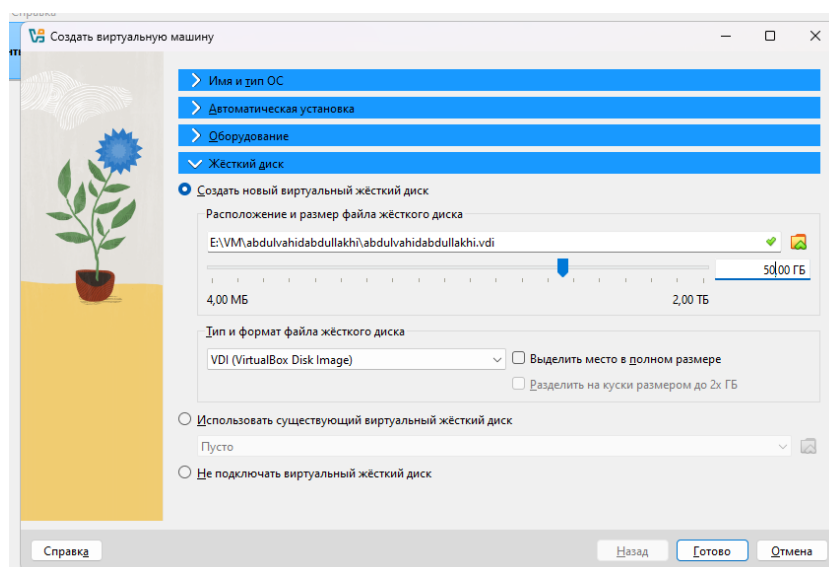 Справка
Создать виртуальную машину
Имя и тип ОС
Автоматическая установка
Оборудование
Жёсткий диск
Создать новый виртуальный жёсткий диск
Расположение и размер файла жёсткого диска
E:\VM\abdulvahidabdullakhi\abdulvahidabdullakhi.vdi
50,00 ГБ
4,00 МБ 2,00 ТБ
Тип и формат файла жёсткого диска
VDI (VirtualBox Disk Image) Выделить место в полном размере
Разделить на куски размером до 2х ГБ
Использовать существующий виртуальный жёсткий диск
Пусто
Не подключать виртуальный жёсткий диск
Справка Назад Готово Отмена